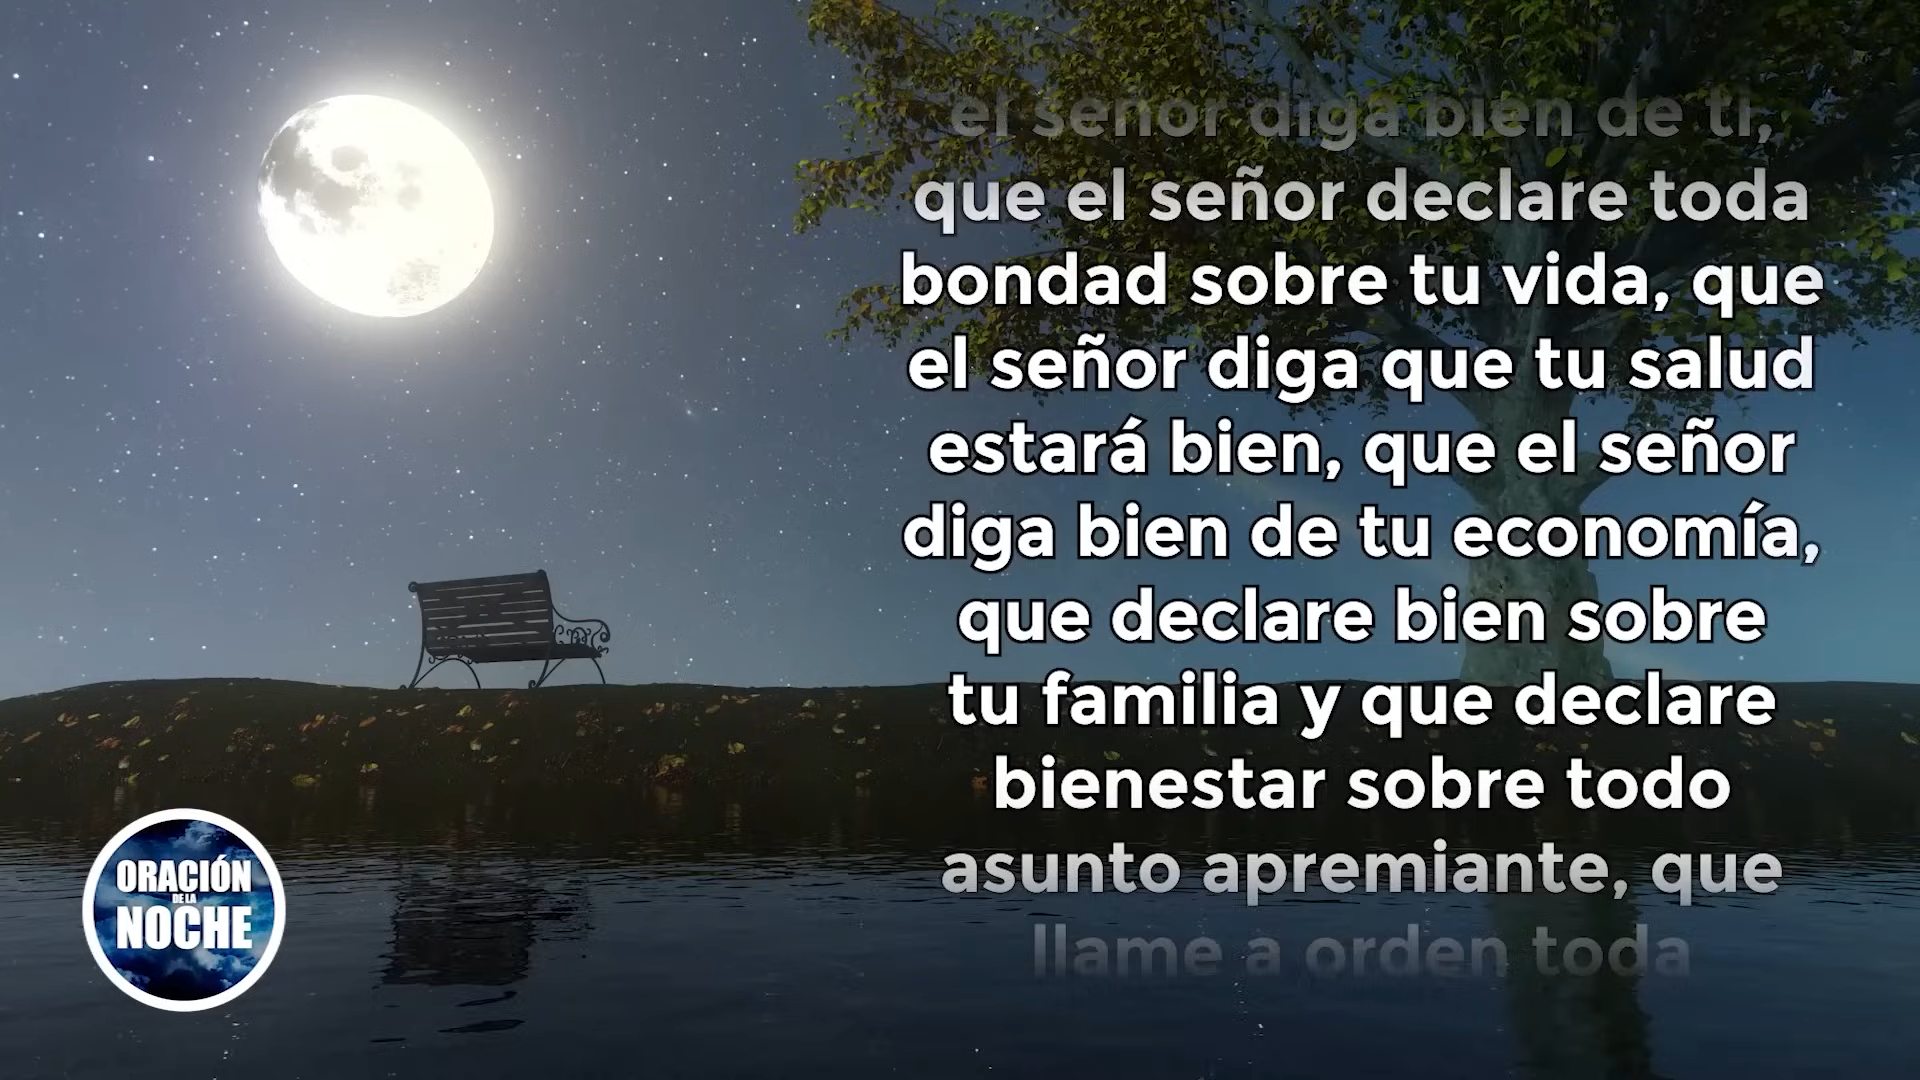 el señor diga bien de ti,
que el señor declare toda
bondad sobre tu vida, que
el señor diga que tu salud
estará bien, que el señor
diga bien de tu economía,
que declare bien sobre
tu familia y que declare
bienestar sobre todo
asunto apremiante, que
llame a orden toda
ORACIÓN
DE LA
NOCHE